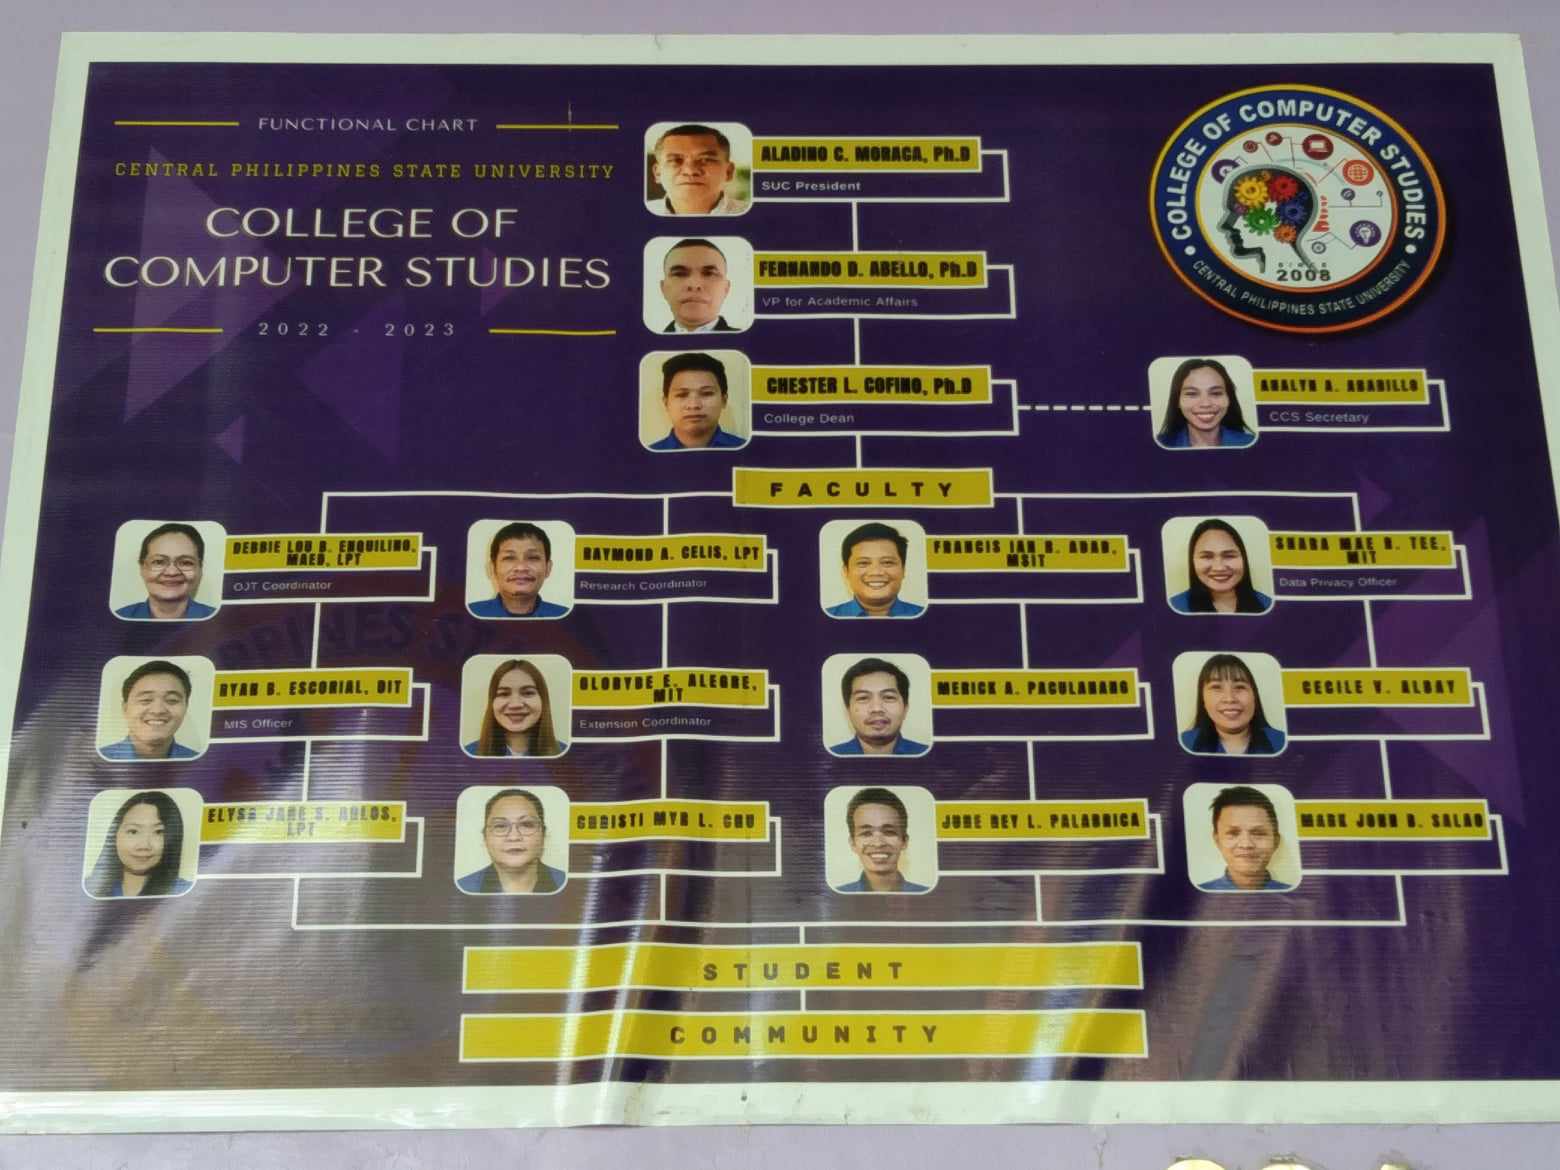 FUNCTIONAL CHART
CENTRAL PHILIPPINES STATE UNIVERSITY
COLLEGE OF
COMPUTER STUDIES
2022 - 2023
COLLEGE OF COMPUTER STUDIES
SINCE
2008
CENTRAL PHILIPPINES STATE UNIVERSITY
ALADINO C. MORACA, Ph.D
SUC President
FERNANDO D. ABELLO, Ph.D
VP for Academic Affairs
CHESTER L. COFINO, Ph.D
College Dean
ANALYN A. ABABILLO
CCS Secretary
FACULTY
DEBBIE LOU B. ENQUILINO,
MAED, LPT
OJT Coordinator
RAYMOND A. CELIS, LPT
Research Coordinator
FRANCIS IAN B. ABAD,
MSIT
SHARA MAE B. TEE,
MIT
Data Privacy Officer
RYAN B. ESCORIAL, DIT
MIS Officer
GLORYBE E. ALEGRE,
MIT
Extension Coordinator
MERICK A. PAGULANANG
CECILE V. ALBAY
ELYSA JANE S. ARLOS,
LPT
CHRISTI MYR L. CHU
JUNE REY L. PALABRICA
MARK JOHN B. SALAO
STUDENT
COMMUNITY